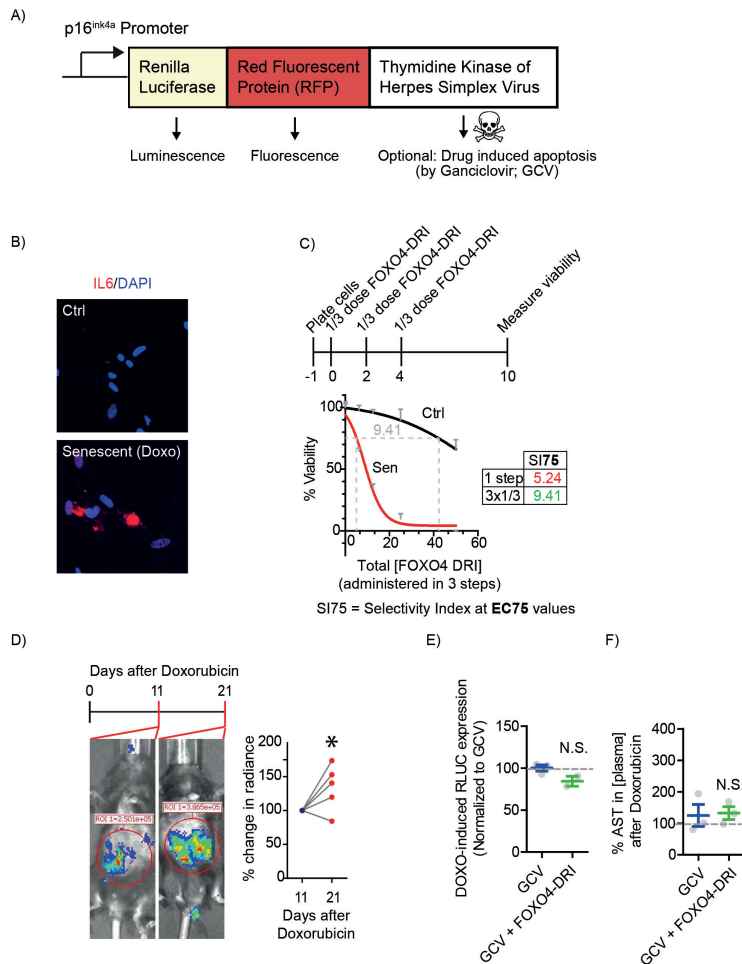 A)
p16ink4a Promoter
Renilla
Luciferase
Red Fluorescent
Protein (RFP)
Thymidine Kinase of
Herpes Simplex Virus
Luminescence
Fluorescence
Optional: Drug induced apoptosis
(by Ganciclovir; GCV)
B)
IL6/DAPI
Ctrl
Senescent (Doxo)
C)
Plate cells
1/3 dose FOXO4-DRI
1/3 dose FOXO4-DRI
1/3 dose FOXO4-DRI
Measure viability
-1 0 2 4 10
100
50
0
% Viability
9.41
Ctrl
Sen
0 20 40 60
Total [FOXO4 DRI]
(administered in 3 steps)
SI75
1 step 5.24
3x1/3 9.41
SI75 = Selectivity Index at EC75 values
D)
Days after Doxorubicin
0 11 21
ROI 1=2.501e+05
ROI 1=3.865e+05
% change in radiance
200
150
100
50
0
*
11 21
Days after
Doxorubicin
E)
DOXO-induced RLUC expression
(Normalized to GCV)
150
100
50
0
N.S.
GCV
GCV + FOXO4-DRI
F)
% AST in [plasma]
after Doxorubicin
400
300
200
100
0
N.S.
GCV
GCV + FOXO4-DRI